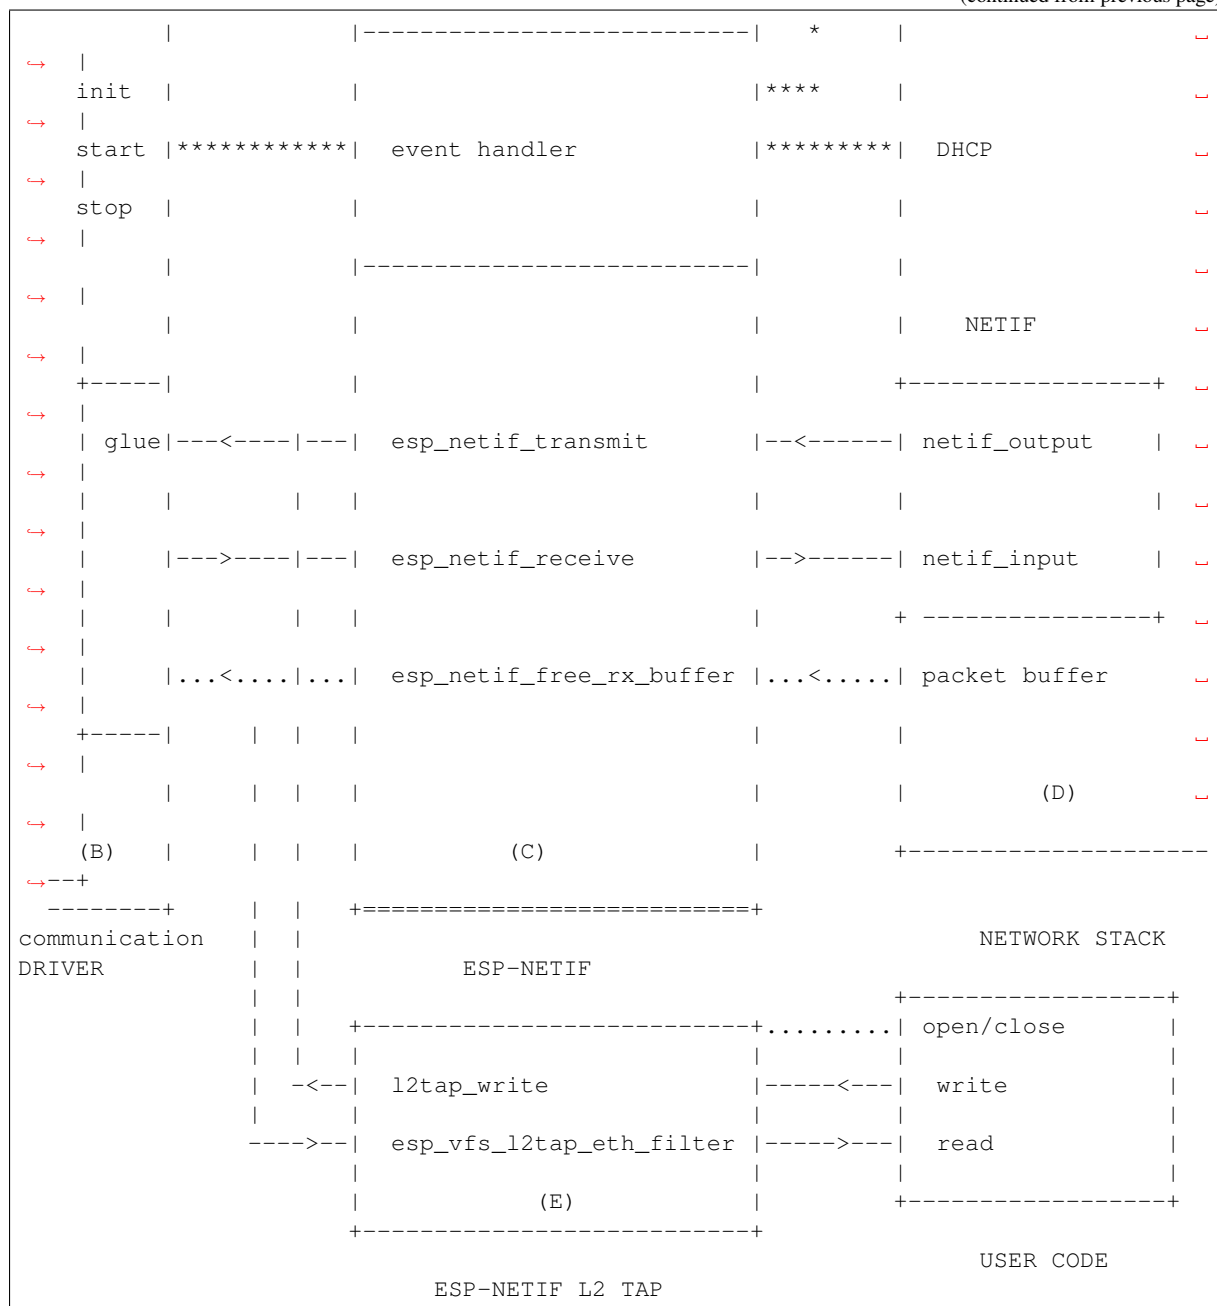 (continued from previous page)
            |             |---------------------------|    *     |                     ␣
↪   |
    init    |             |                           |****      |                     ␣
↪   |
    start   |************|  event handler            |*********|  DHCP               ␣
↪   |
    stop    |             |                           |          |                     ␣
↪   |
            |             |---------------------------|          |                     ␣
↪   |
            |             |                           |          |    NETIF            ␣
↪   |
    +-----|             |                           |          +-----------------+   ␣
↪   |
    | glue|---<----|---|  esp_netif_transmit       |--<------| netif_output    |   ␣
↪   |
    |     |        |   |                           |         |                 |   ␣
↪   |
    |     |--->----|---|  esp_netif_receive        |-->------| netif_input     |   ␣
↪   |
    |     |        |   |                           |         + ----------------+   ␣
↪   |
    |     |...<....|...|  esp_netif_free_rx_buffer |...<.....| packet buffer       ␣
↪   |
    +-----|     |  |   |                           |         |                     ␣
↪   |
          |     |  |   |                           |         |         (D)         ␣
↪   |
    (B)   |     |  |   |          (C)              |         +---------------------
↪--+
  --------+     |  |   +===========================+
communication   |  |                                               NETWORK STACK
DRIVER          |  |           ESP-NETIF
                |  |                                         +------------------+
                |  |   +---------------------------+.........| open/close       |
                |  |   |                           |         |                  |
                |  -<--|  l2tap_write              |-----<---|  write           |
                |      |                           |         |                  |
                ---->--|  esp_vfs_l2tap_eth_filter |----->---|  read            |
                       |                           |         |                  |
                       |            (E)            |         +------------------+
                       +---------------------------+
                                                                   USER CODE
                             ESP-NETIF L2 TAP